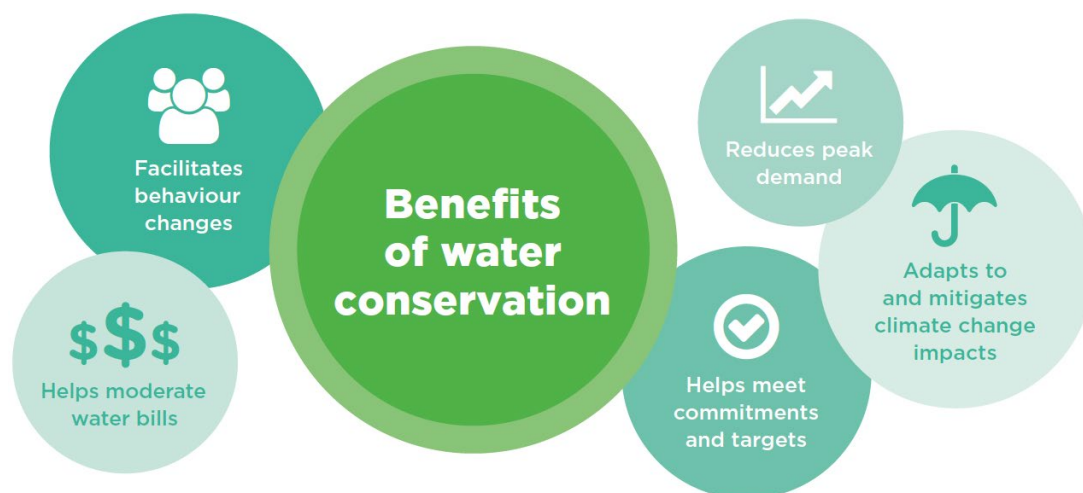 Benefits
of water
conservation
Facilitates
behaviour
changes
$$$
Helps moderate
water bills
Reduces peak
demand
Adapts to
and mitigates
climate change
impacts
Helps meet
commitments
and targets